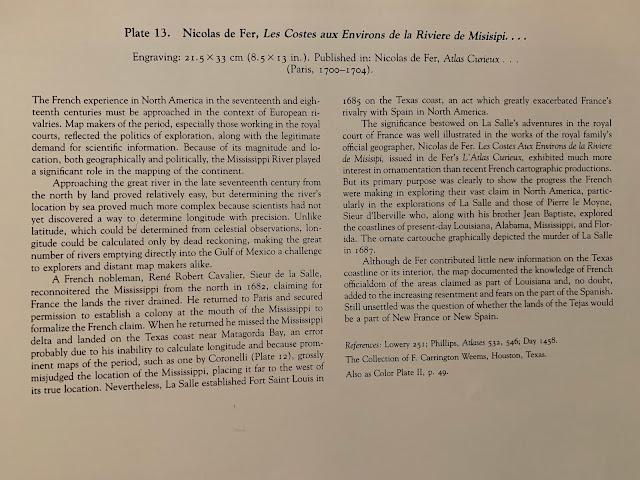 Plate 13. Nicolas de Fer, Les Costes aux Environs de la Riviere de Misisipi. . . .
Engraving: 21.5 × 33 cm (8.5 × 13 in.). Published in: Nicolas de Fer, Atlas Curieux . . .
(Paris, 1700–1704).
The French experience in North America in the seventeenth and eigh-
teenth centuries must be approached in the context of European ri-
valries. Map makers of the period, especially those working in the royal
courts, reflected the politics of exploration, along with the legitimate
demand for scientific information. Because of its magnitude and lo-
cation, both geographically and politically, the Mississippi River played
a significant role in the mapping of the continent.
Approaching the great river in the late seventeenth century from
the north by land proved relatively easy, but determining the river's
location by sea proved much more complex because scientists had not
yet discovered a way to determine longitude with precision. Unlike
latitude, which could be determined from celestial observations, lon-
gitude could be calculated only by dead reckoning, making the great
number of rivers emptying directly into the Gulf of Mexico a challenge
to explorers and distant map makers alike.
A French nobleman, René Robert Cavalier, Sieur de la Salle,
reconnoitered the Mississippi from the north in 1682, claiming for
France the lands the river drained. He returned to Paris and secured
permission to establish a colony at the mouth of the Mississippi to
formalize the French claim. When he returned he missed the Mississippi
delta and landed on the Texas coast near Matagorda Bay, an error
probably due to his inability to calculate longitude and because prom-
inent maps of the period, such as one by Coronelli (Plate 12), grossly
misjudged the location of the Mississippi, placing it far to the west of
its true location. Nevertheless, La Salle established Fort Saint Louis in
1685 on the Texas coast, an act which greatly exacerbated France's
rivalry with Spain in North America.
The significance bestowed on La Salle's adventures in the royal
court of France was well illustrated in the works of the royal family's
official geographer, Nicolas de Fer. Les Costes Aux Environs de la Riviere
de Misisipi, issued in de Fer's L'Atlas Curieux, exhibited much more
interest in ornamentation than recent French cartographic productions.
But its primary purpose was clearly to show the progress the French
were making in exploring their vast claim in North America, partic-
ularly in the explorations of La Salle and those of Pierre le Moyne,
Sieur d'Iberville who, along with his brother Jean Baptiste, explored
the coastlines of present-day Louisiana, Alabama, Mississippi, and Flor-
ida. The ornate cartouche graphically depicted the murder of La Salle
in 1687.
Although de Fer contributed little new information on the Texas
coastline or its interior, the map documented the knowledge of French
officialdom of the areas claimed as part of Louisiana and, no doubt,
added to the increasing resentment and fears on the part of the Spanish.
Still unsettled was the question of whether the lands of the Tejas would
be a part of New France or New Spain.
References: Lowery 251; Phillips, Atlases 532, 546; Day 1458.
The Collection of F. Carrington Weems, Houston, Texas.
Also as Color Plate II, p. 49.